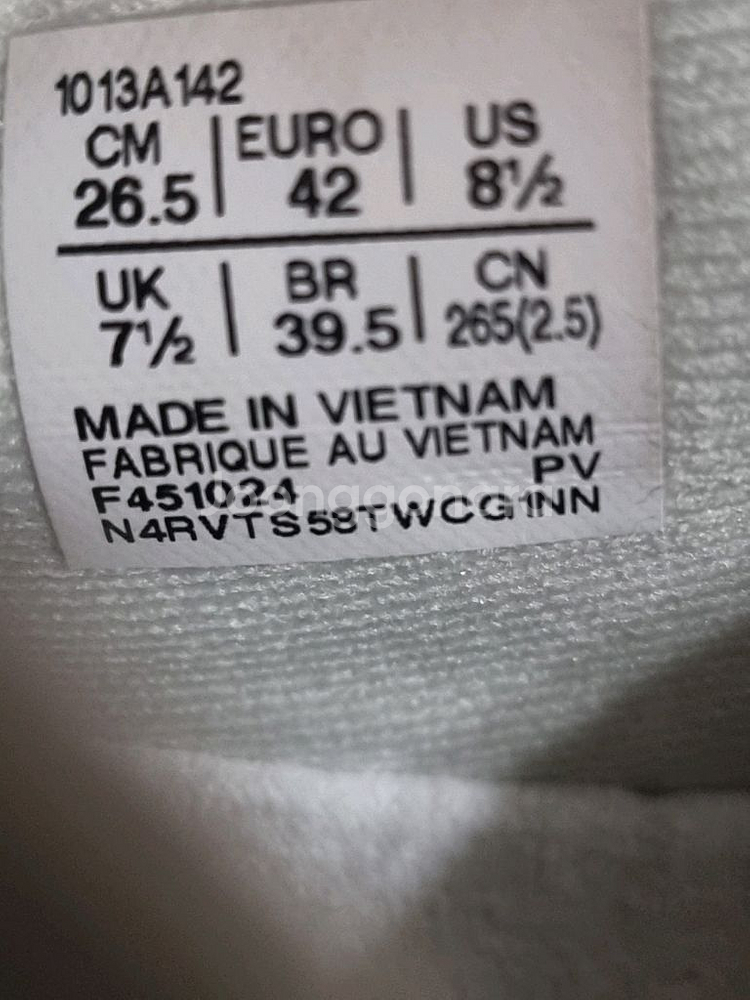 1013A142
CM | EURO | US
26.5 | 42 | 8½
UK | BR | CN
7½ | 39.5 | 265(2.5)
MADE IN VIETNAM
FABRIQUE AU VIETNAM
F451024 PV
N4RVTS58TWCG1NN